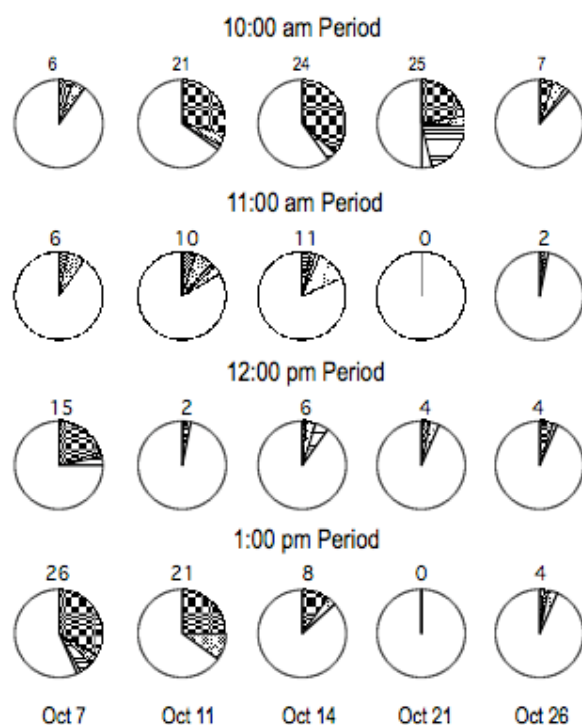 10:00 am Period
6 21 24 25 7
11:00 am Period
6 10 11 0 2
12:00 pm Period
15 2 6 4 4
1:00 pm Period
26 21 8 0 4
Oct 7 Oct 11 Oct 14 Oct 21 Oct 26